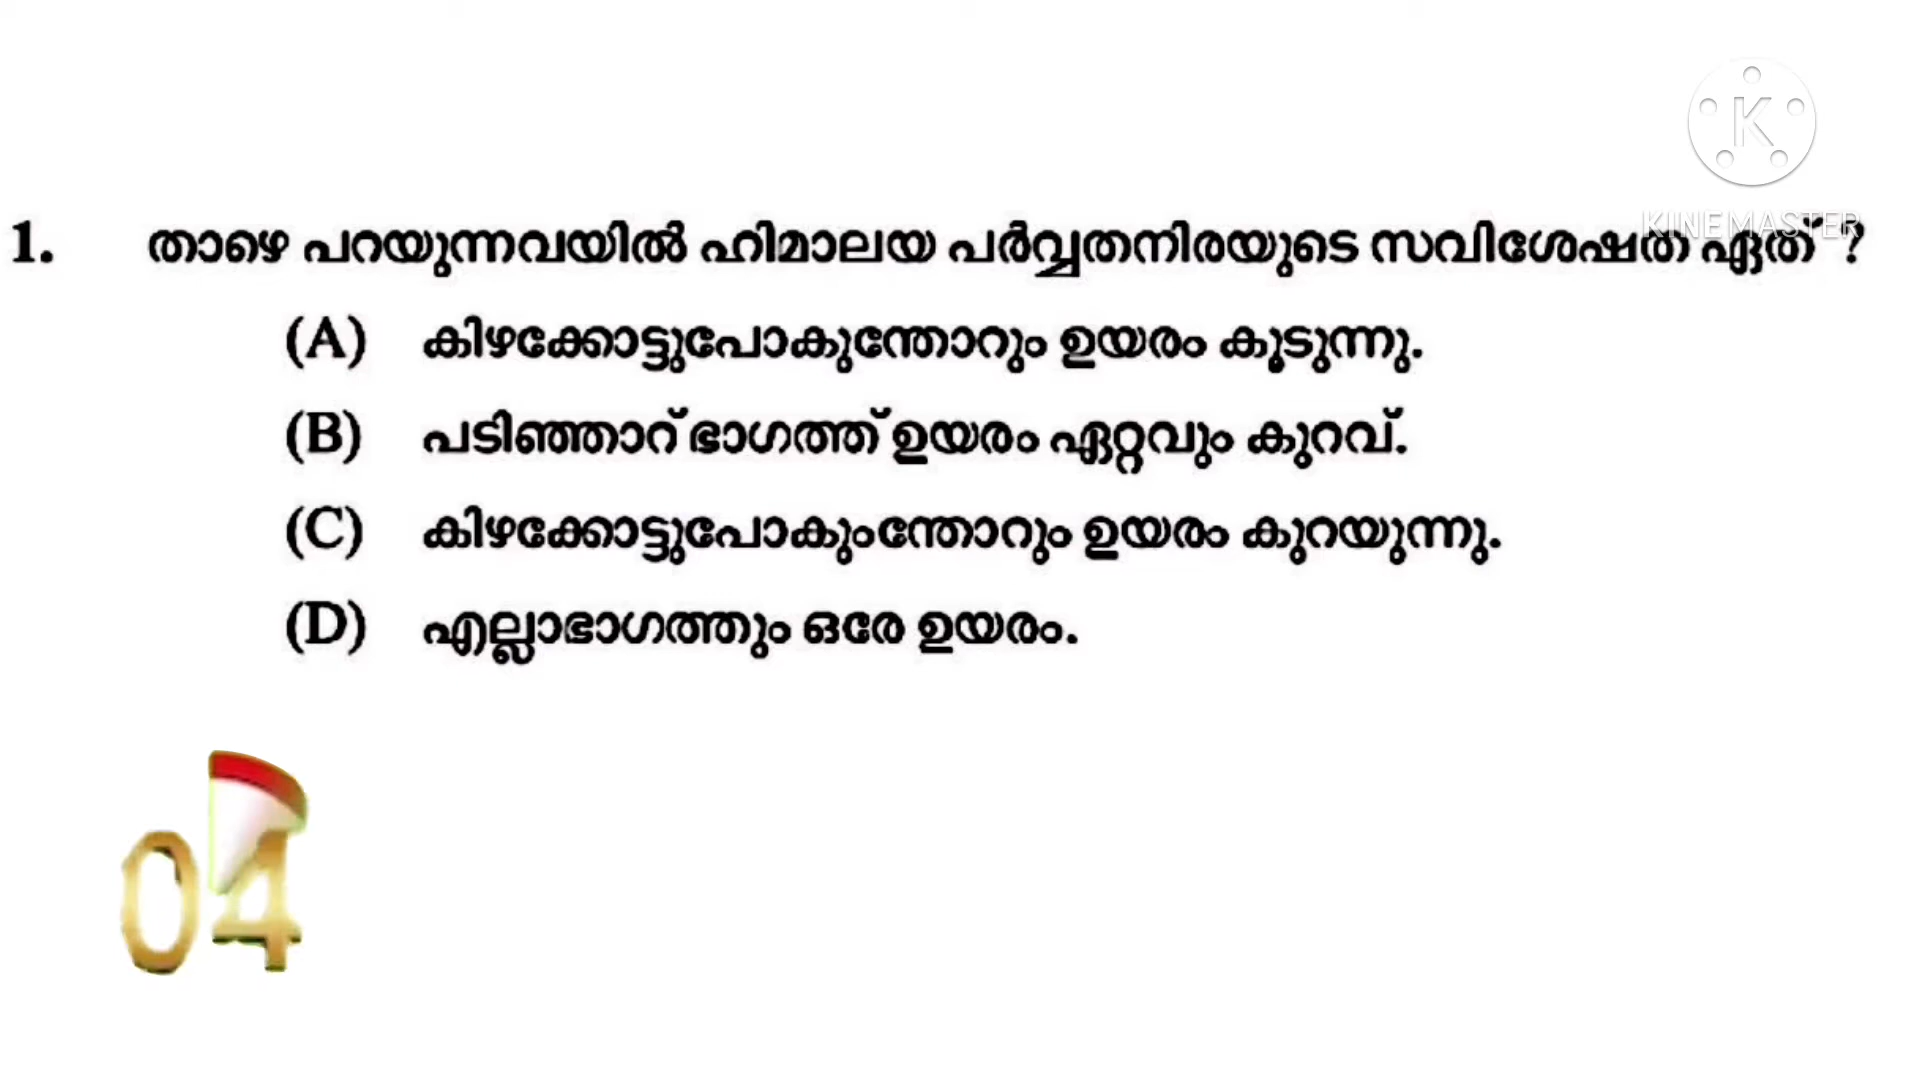 K
KINEMASTER
1. താഴെ പറയുന്നവയിൽ ഹിമാലയ പർവ്വതനിരയുടെ സവിശേഷത ഏത് ?
(A) കിഴക്കോട്ടുപോകുന്തോറും ഉയരം കൂടുന്നു.
(B) പടിഞ്ഞാറ് ഭാഗത്ത് ഉയരം ഏറ്റവും കുറവ്.
(C) കിഴക്കോട്ടുപോകുംന്തോറും ഉയരം കുറയുന്നു.
(D) എല്ലാഭാഗത്തും ഒരേ ഉയരം.
04